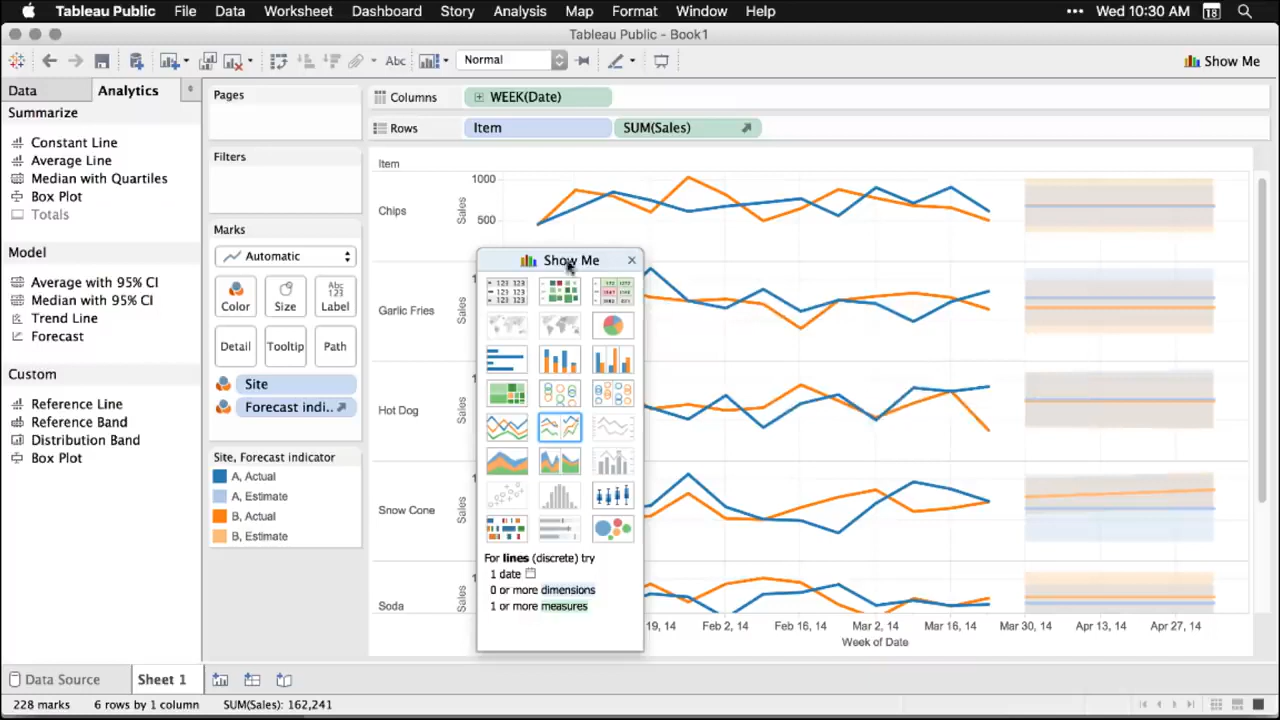 Tableau Public File Data Worksheet Dashboard Story Analysis Map Format Window Help ••• Wed 10:30 AM 18
Tableau Public - Book1
Abc Normal Show Me
Data Analytics
Summarize
Constant Line
Average Line
Median with Quartiles
Box Plot
Totals
Model
Average with 95% CI
Median with 95% CI
Trend Line
Forecast
Custom
Reference Line
Reference Band
Distribution Band
Box Plot
Pages
Filters
Marks
Automatic
Color
Size
Abc
123
Label
Detail
Tooltip
Path
Site
Forecast indi..
Site, Forecast indicator
A, Actual
A, Estimate
B, Actual
B, Estimate
Columns WEEK(Date)
Rows Item SUM(Sales)
Item
Chips
Sales
1000
500
Garlic Fries
Sales
Hot Dog
Sales
Snow Cone
Sales
Soda
Sales
Show Me
For lines (discrete) try
1 date
0 or more dimensions
1 or more measures
19, 14 Feb 2, 14 Feb 16, 14 Mar 2, 14 Mar 16, 14 Mar 30, 14 Apr 13, 14 Apr 27, 14
Week of Date
Data Source Sheet 1
228 marks 6 rows by 1 column SUM(Sales): 162,241